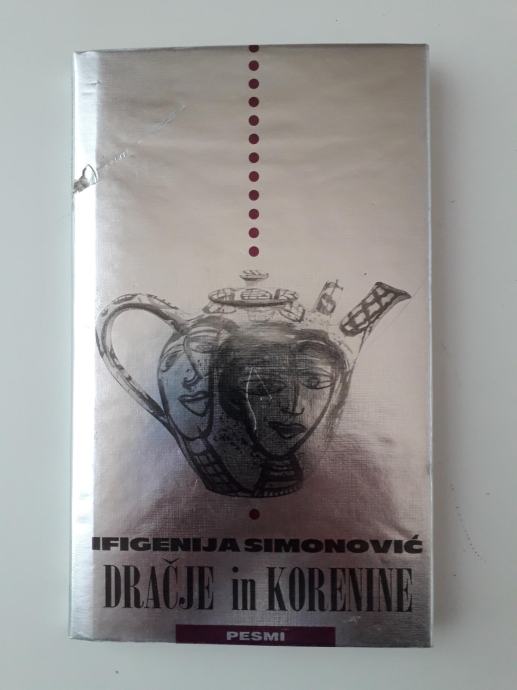 IFIGENIJA SIMONOVIĆ
DRAČJE in KORENINE
PESMI